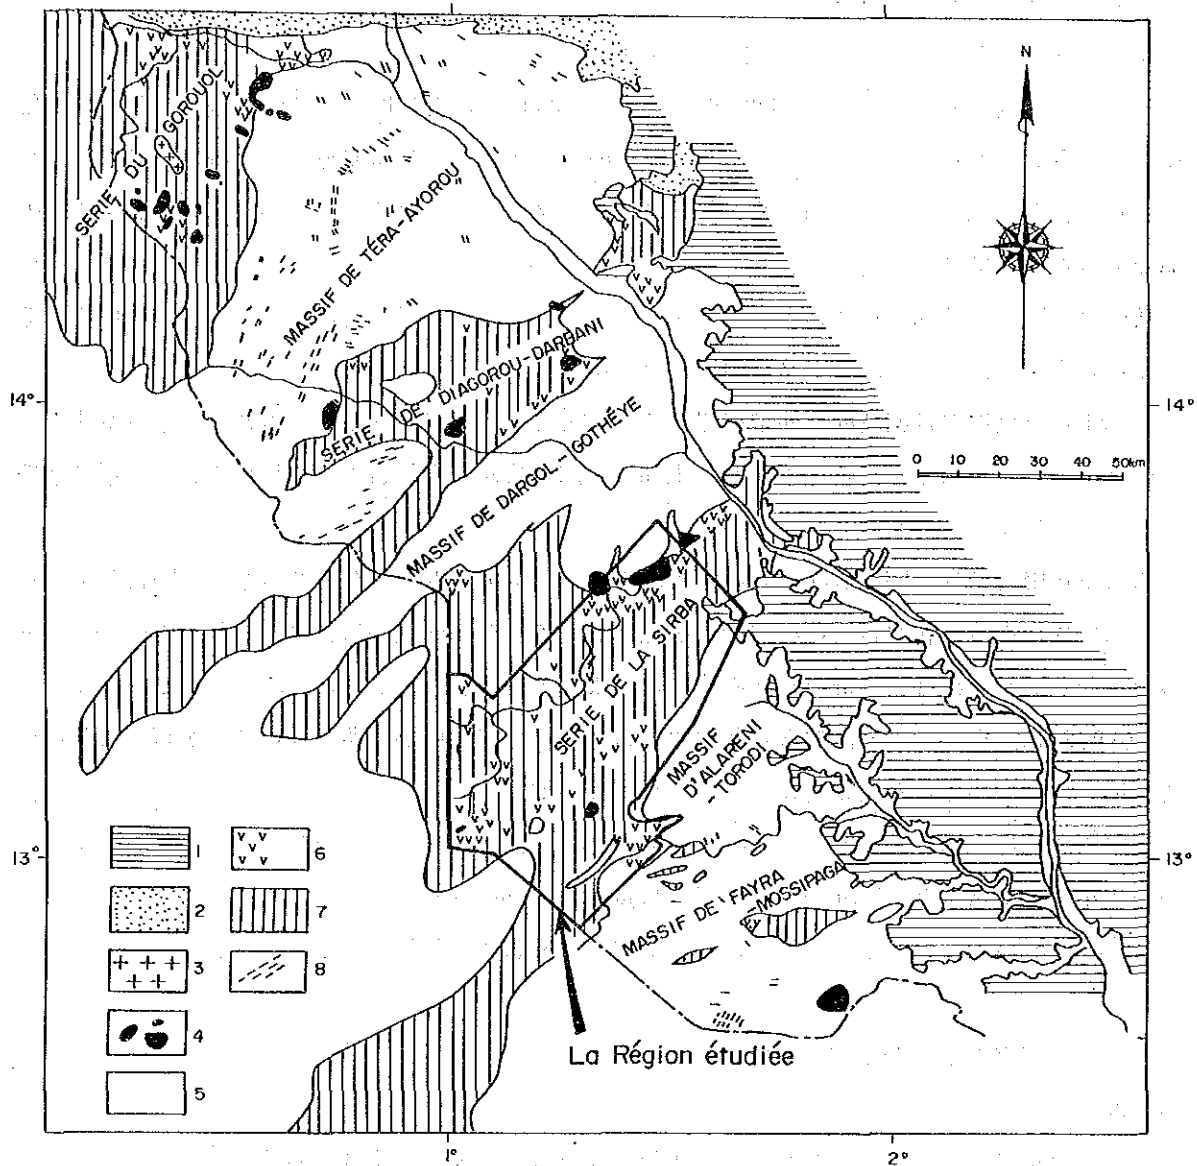 N
SERIE DU GOROUOL
MASSIF DE TÉRA-AYOROU
SERIE DE DIAGOROU-DARBANI
MASSIF DE DARGOL-GOTHÉYE
14°
14°
0 10 20 30 40 50km
SERIE DE LA SIRBA
MASSIF
D'ALARENI
-TORODI
MASSIF DE FAYRA
-MOSSIPAGA
13°
13°
1
2
3
4
5
6
7
8
La Région étudiée
1°
2°